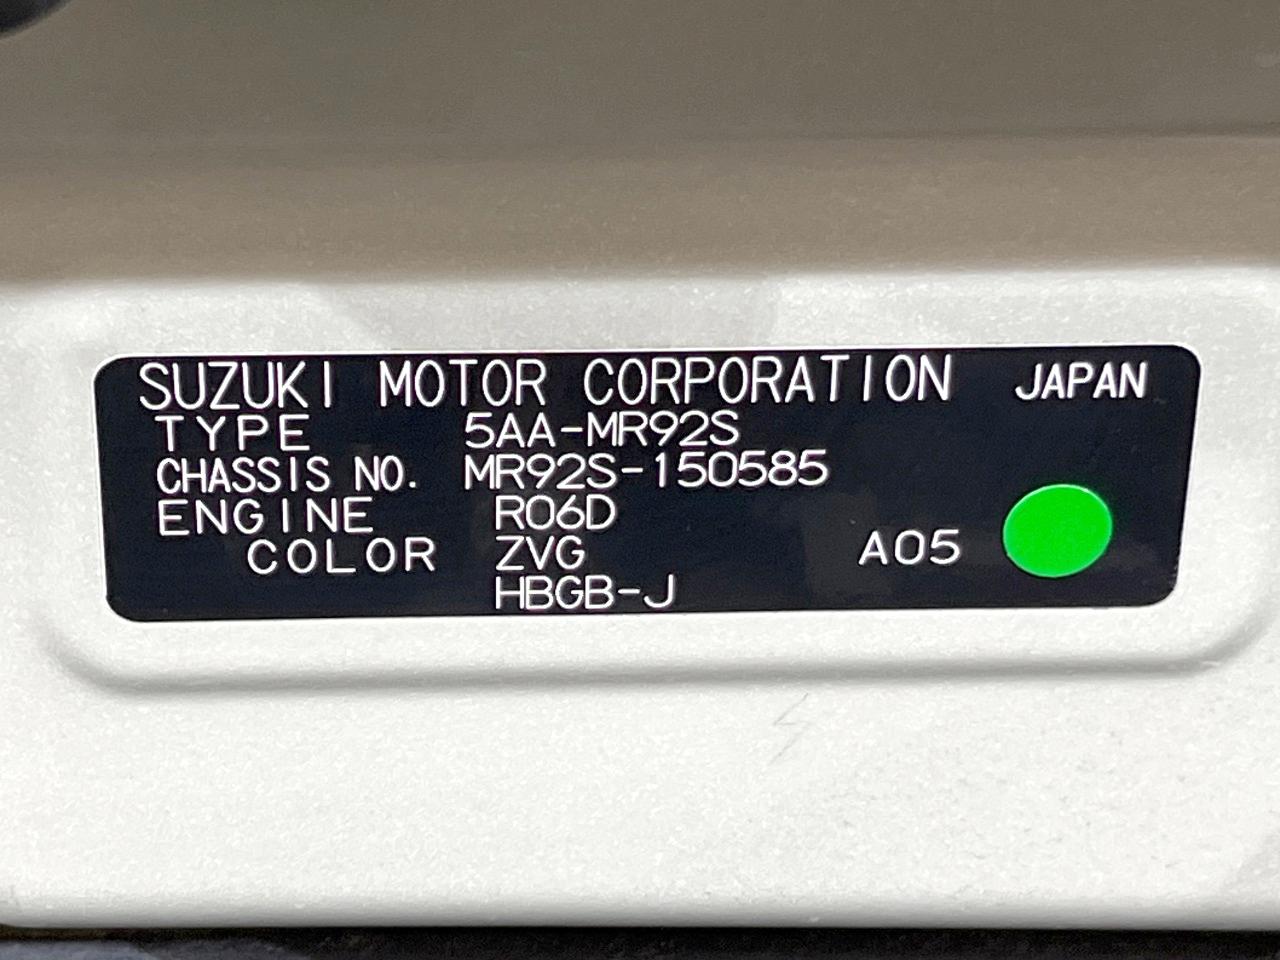 SUZUKI MOTOR CORPORATION JAPAN
TYPE 5AA-MR92S
CHASSIS NO. MR92S-150585
ENGINE R06D
COLOR ZVG A05
HBGB-J